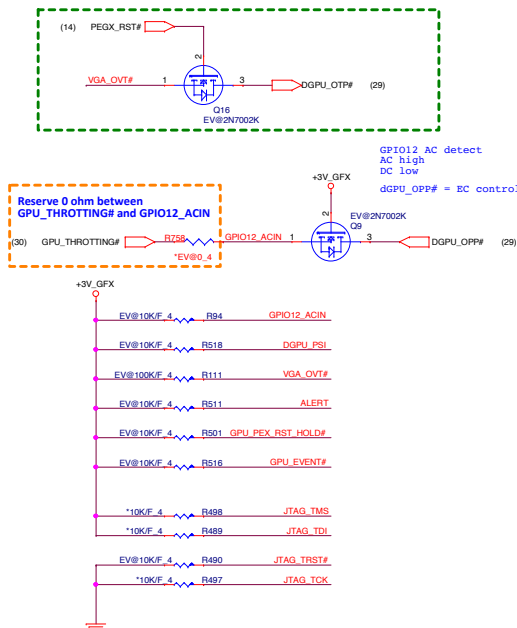 (14) PEGX_RST#
2
VGA_OVT# 1 3 DGPU_OTP# (29)
Q16
EV@2N7002K
GPIO12 AC detect
AC high
DC low
dGPU_OPP# = EC control
+3V_GFX
Reserve 0 ohm between
GPU_THROTTING# and GPIO12_ACIN
2
EV@2N7002K
Q9
(30) GPU_THROTTING# R758 GPIO12_ACIN 1 3 DGPU_OPP# (29)
*EV@0_4
+3V_GFX
EV@10K/F_4 R94 GPIO12_ACIN
EV@10K/F_4 R518 DGPU_PSI
EV@100K/F_4 R111 VGA_OVT#
EV@10K/F_4 R511 ALERT
EV@10K/F_4 R501 GPU_PEX_RST_HOLD#
EV@10K/F_4 R516 GPU_EVENT#
*10K/F_4 R498 JTAG_TMS
*10K/F_4 R489 JTAG_TDI
EV@10K/F_4 R490 JTAG_TRST#
*10K/F_4 R497 JTAG_TCK